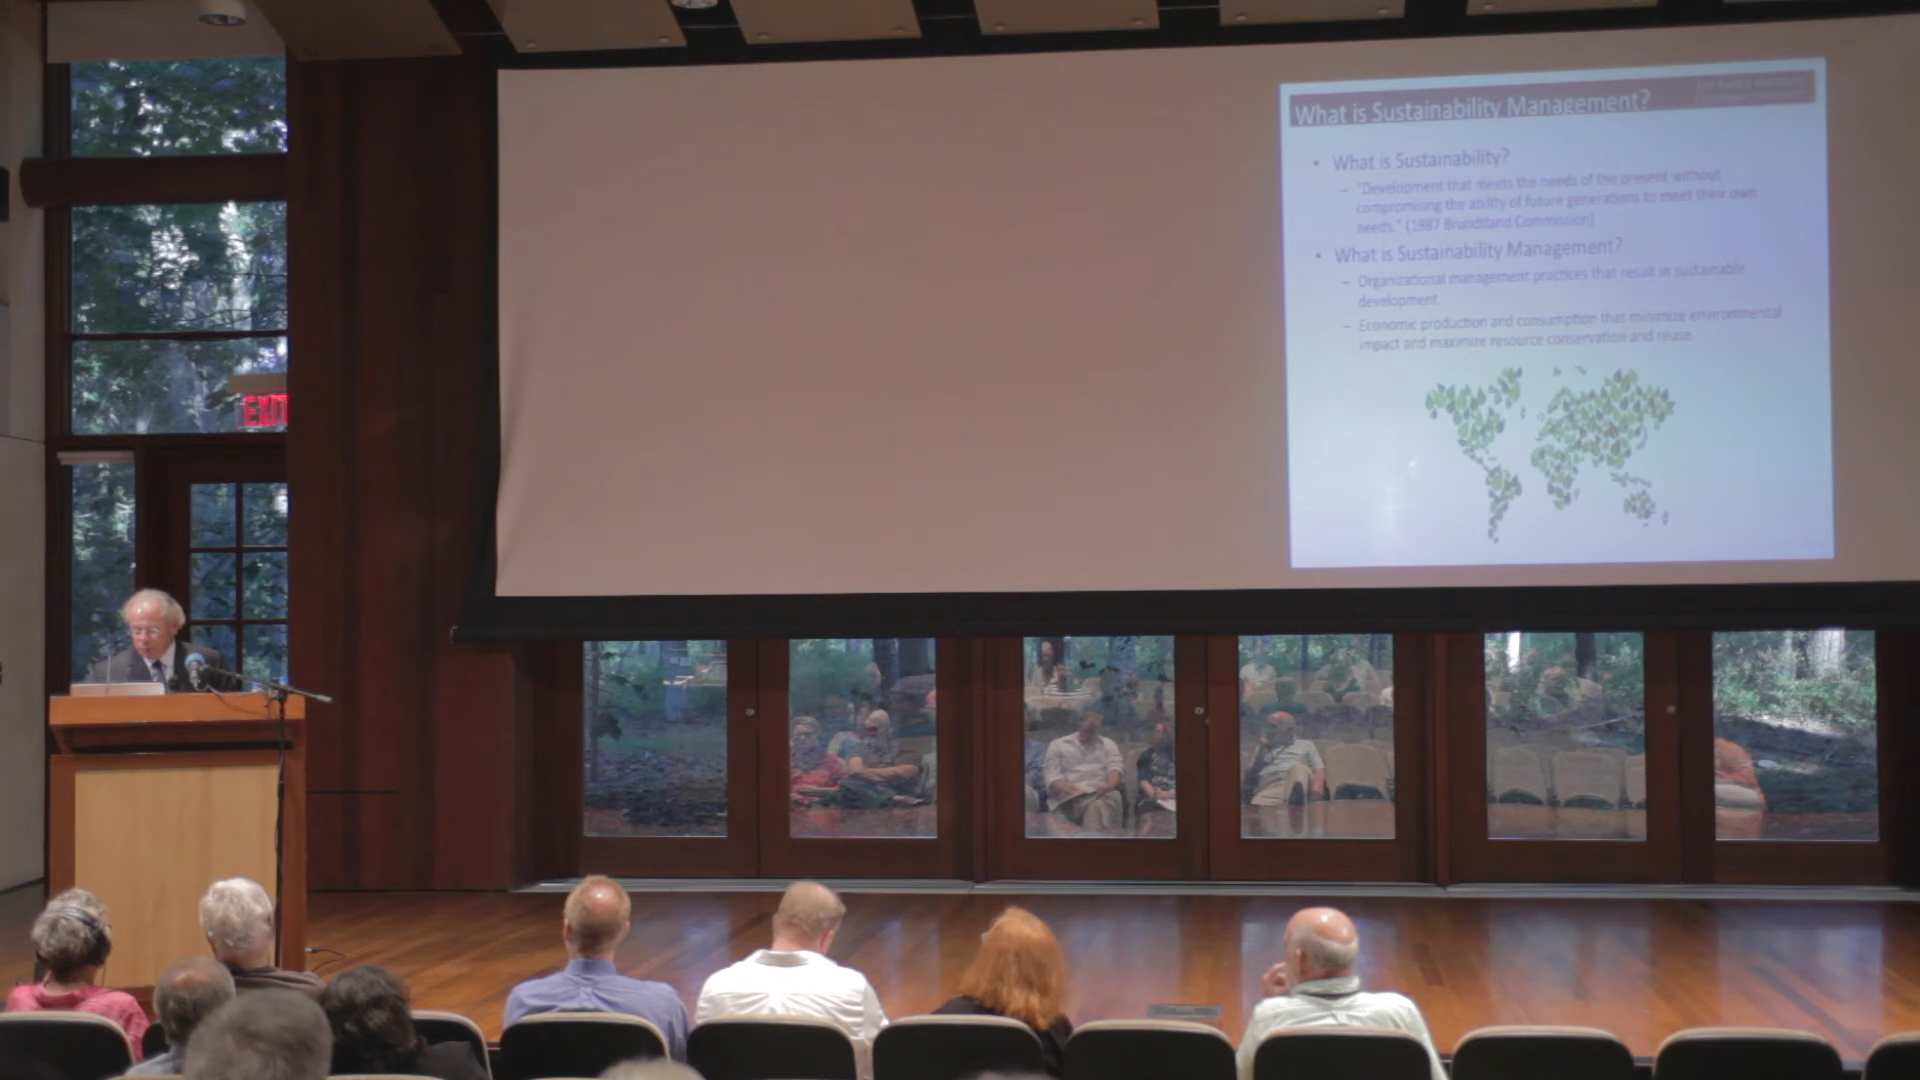 What is Sustainability Management?
• What is Sustainability?
– "Development that meets the needs of the present without
compromising the ability of future generations to meet their own
needs." (1987 Brundtland Commission)
• What is Sustainability Management?
– Organizational management practices that result in sustainable
development.
– Economic production and consumption that minimize environmental
impact and maximize resource conservation and reuse.
EXIT